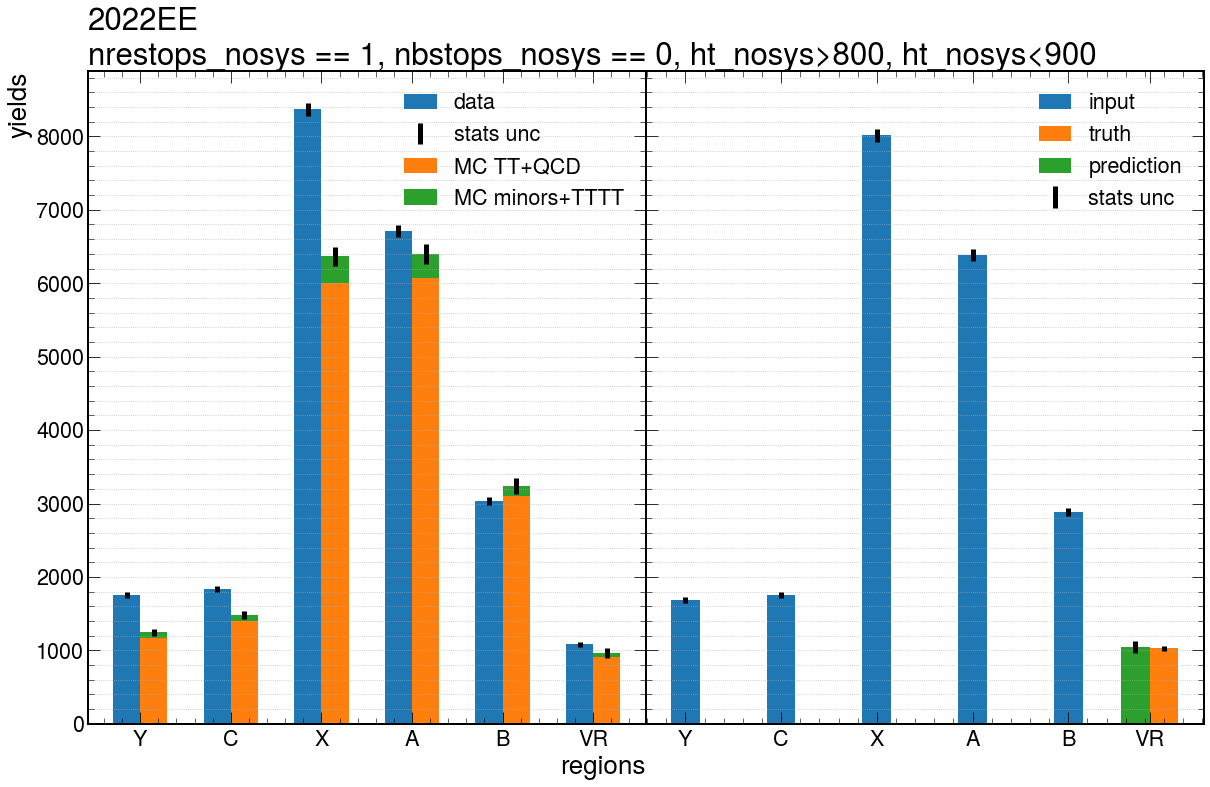 2022EE
nrestops_nosys == 1, nbstops_nosys == 0, ht_nosys>800, ht_nosys<900
yields
8000
7000
6000
5000
4000
3000
2000
1000
0
data
stats unc
MC TT+QCD
MC minors+TTTT
input
truth
prediction
stats unc
Y C X A B VR
Y C X A B VR
regions